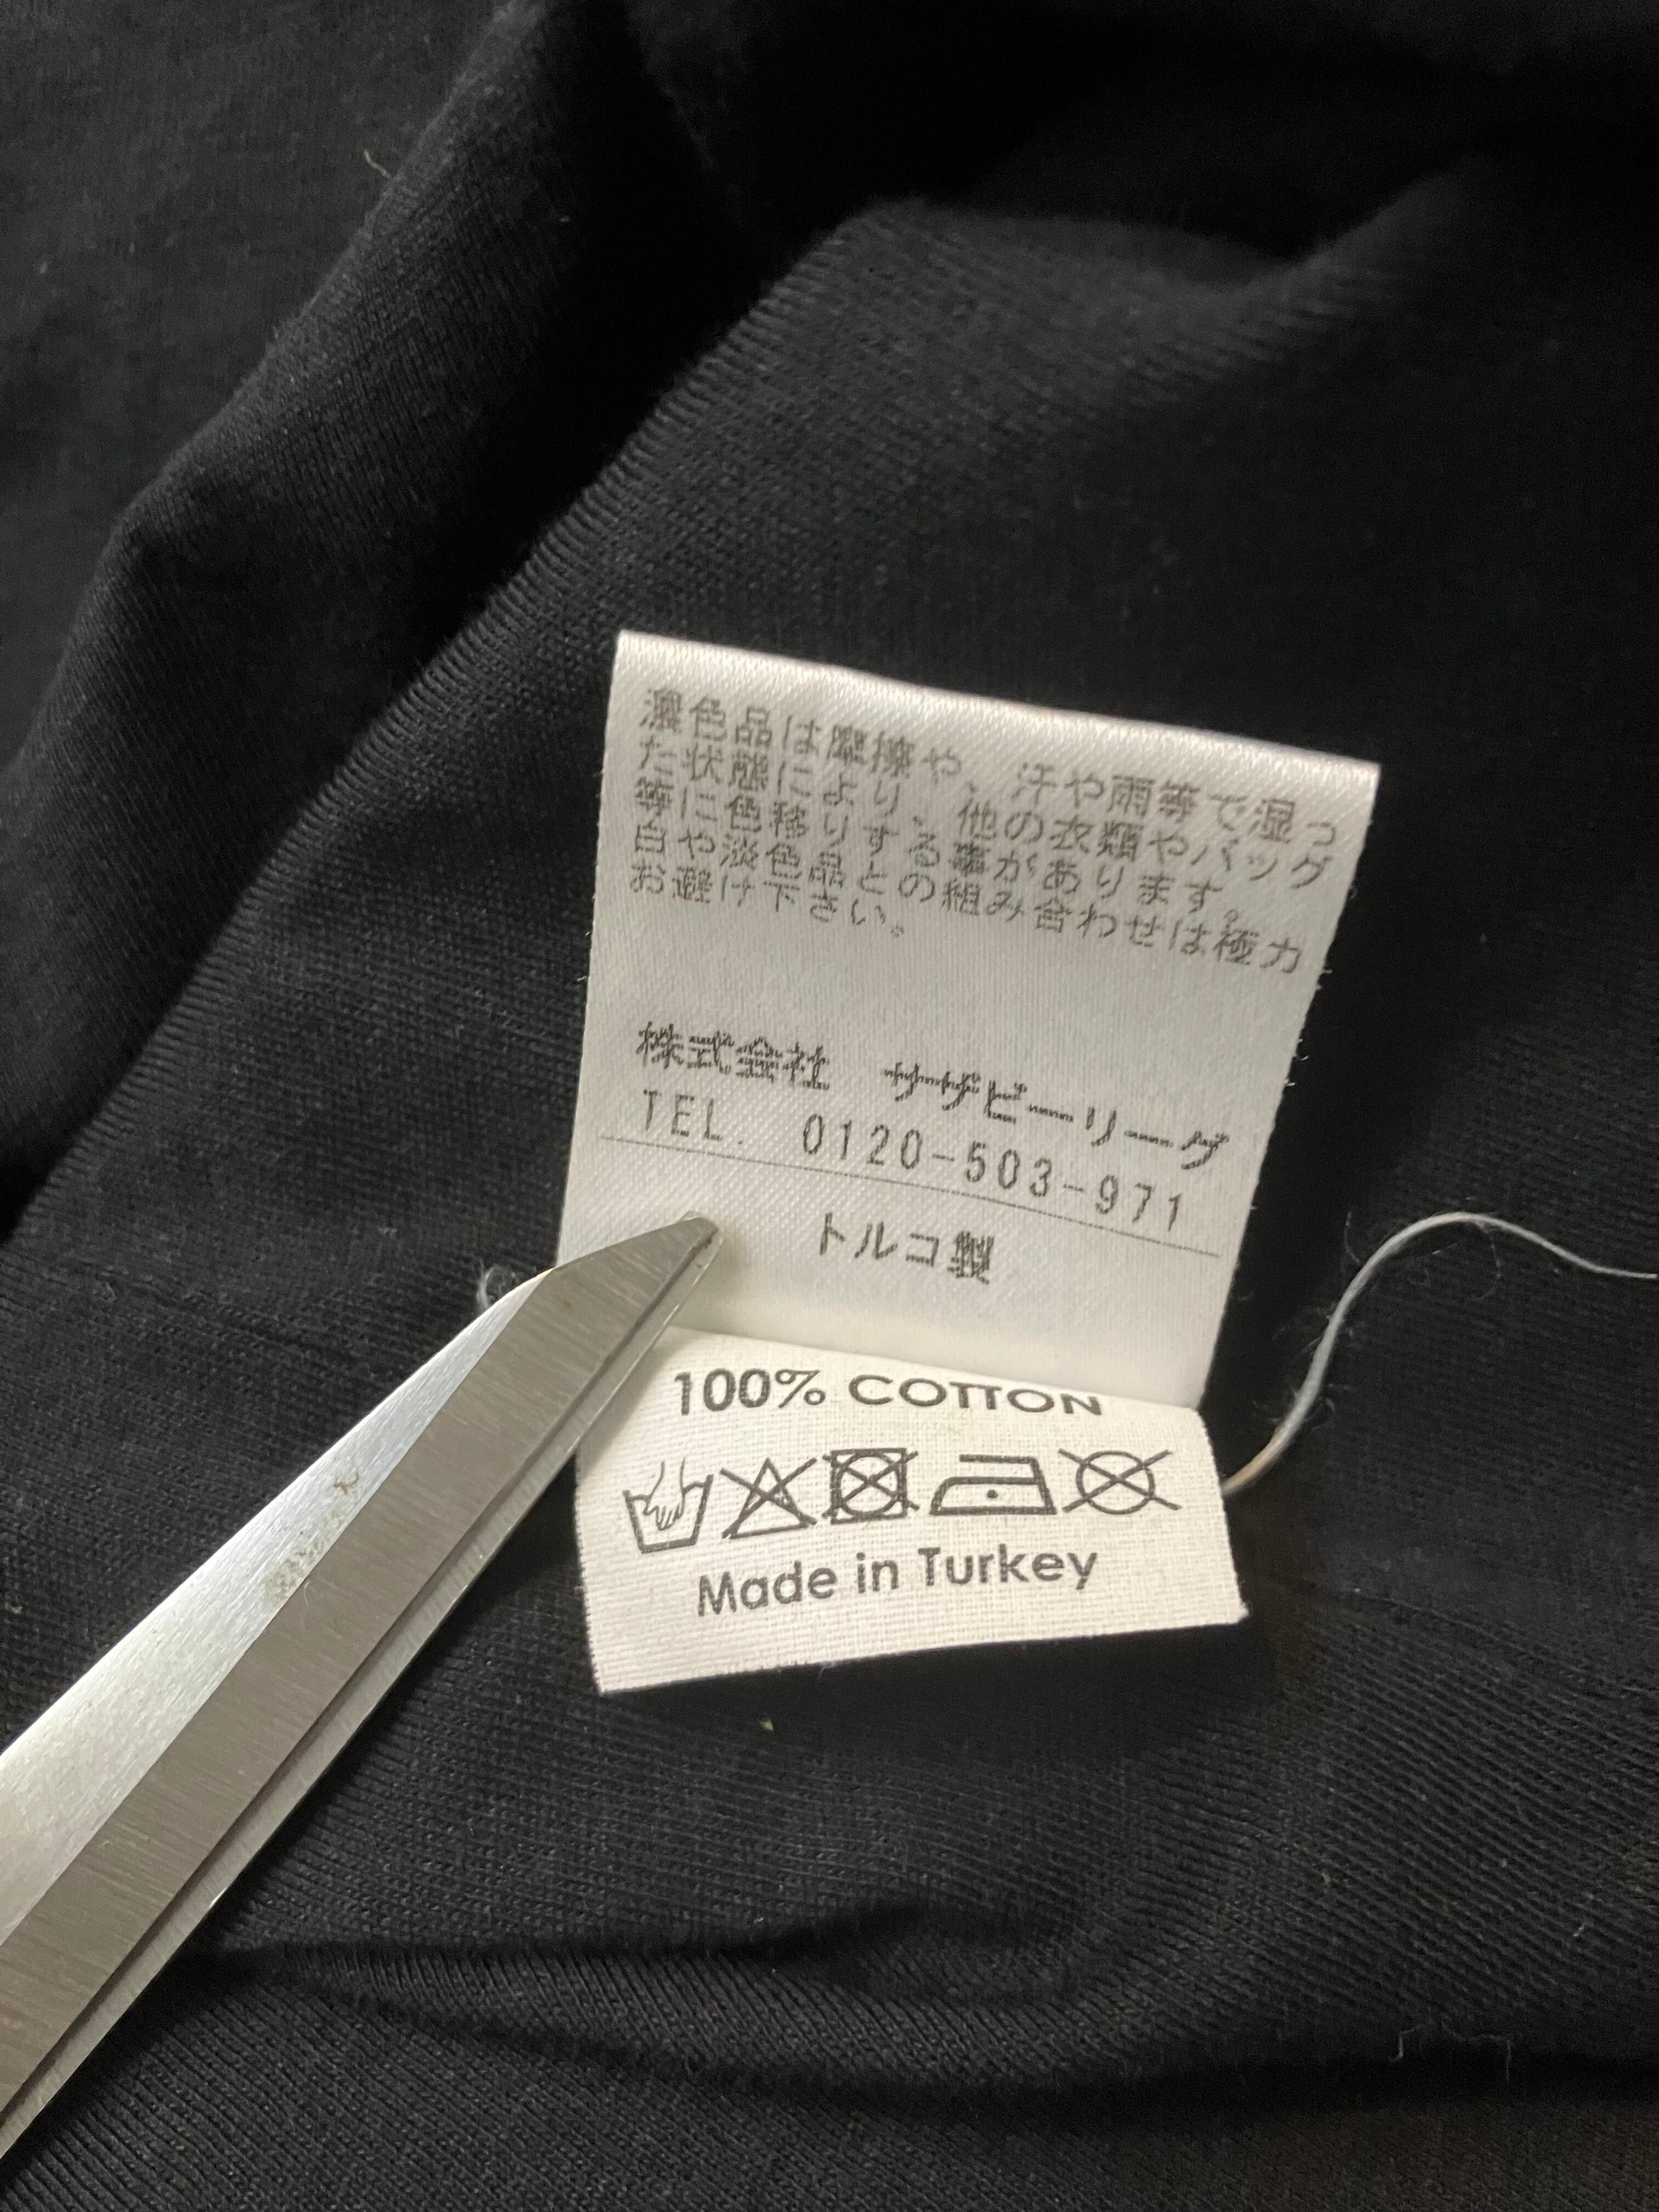 濃色品は摩擦や、汗や雨等で湿っ
た状態により、他の衣類やバッグ
等に色移りする事があります。
白や淡色品との組み合わせは極力
お避け下さい。
株式会社 サザビーリーグ
TEL. 0120-503-971
トルコ製
100% COTTON
Made in Turkey